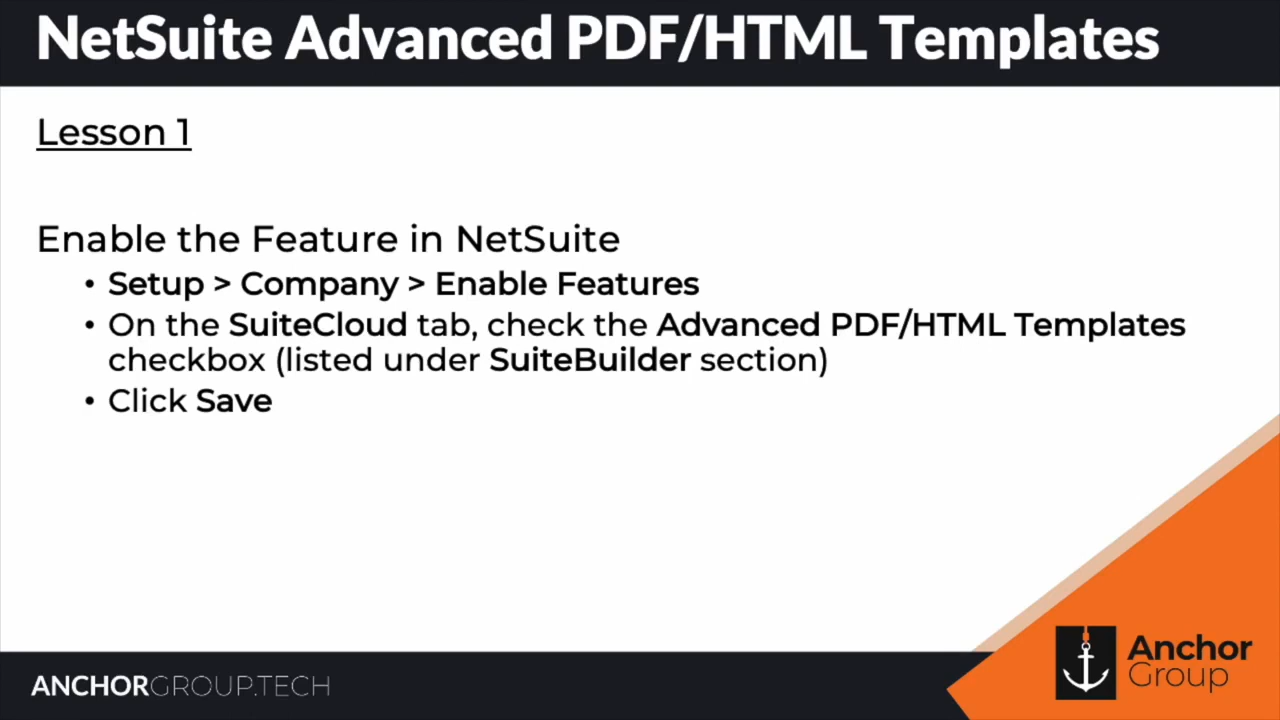 NetSuite Advanced PDF/HTML Templates
Lesson 1
Enable the Feature in NetSuite
• Setup > Company > Enable Features
• On the SuiteCloud tab, check the Advanced PDF/HTML Templates
checkbox (listed under SuiteBuilder section)
• Click Save
ANCHORGROUP.TECH
Anchor
Group